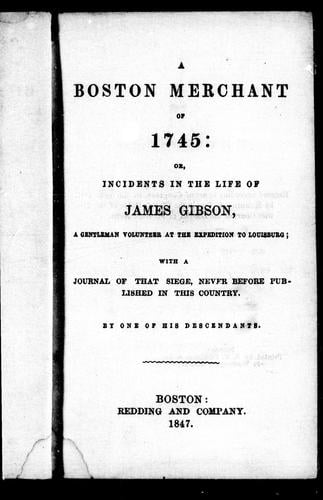 A
BOSTON MERCHANT
OF
1745:
OR,
INCIDENTS IN THE LIFE OF
JAMES GIBSON,
A GENTLEMAN VOLUNTEER AT THE EXPEDITION TO LOUISBURG;
WITH A
JOURNAL OF THAT SIEGE, NEVER BEFORE PUB-
LISHED IN THIS COUNTRY.
BY ONE OF HIS DESCENDANTS.
BOSTON:
REDDING AND COMPANY.
1847.